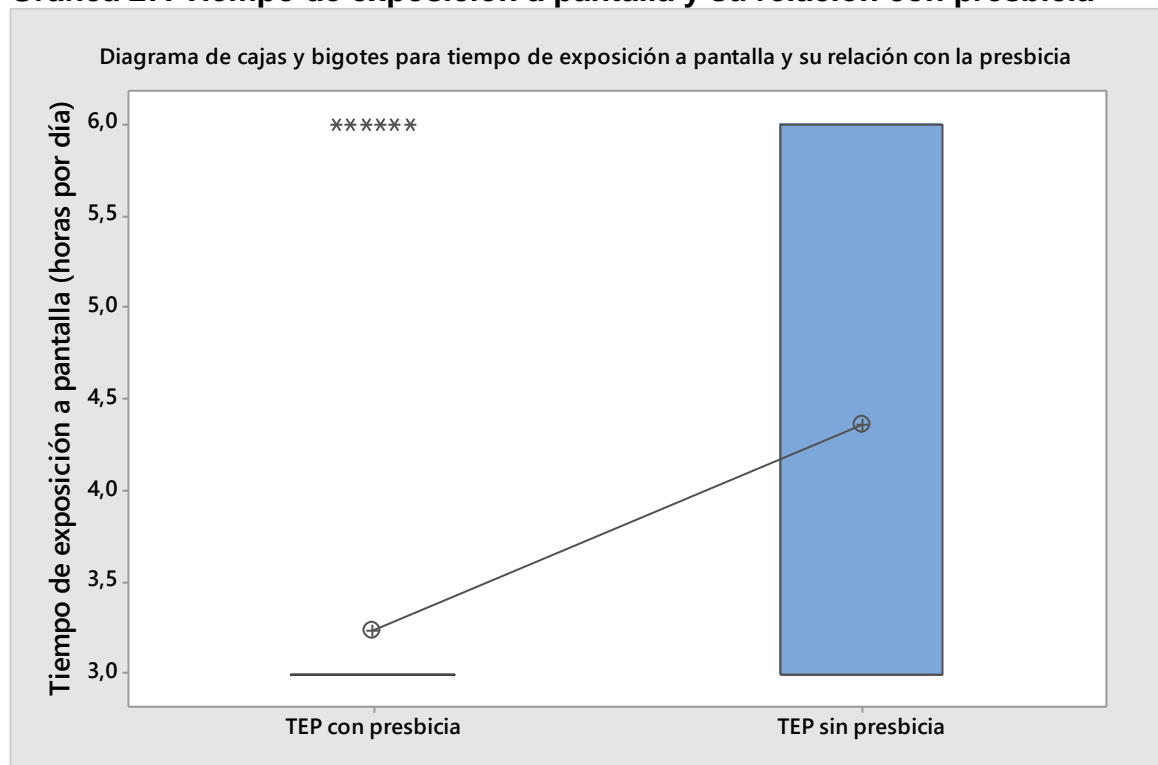 Diagrama de cajas y bigotes para tiempo de exposición a pantalla y su relación con la presbicia
Tiempo de exposición a pantalla (horas por día)
6,0
******
5,5
5,0
4,5
4,0
3,5
3,0
TEP con presbicia
TEP sin presbicia